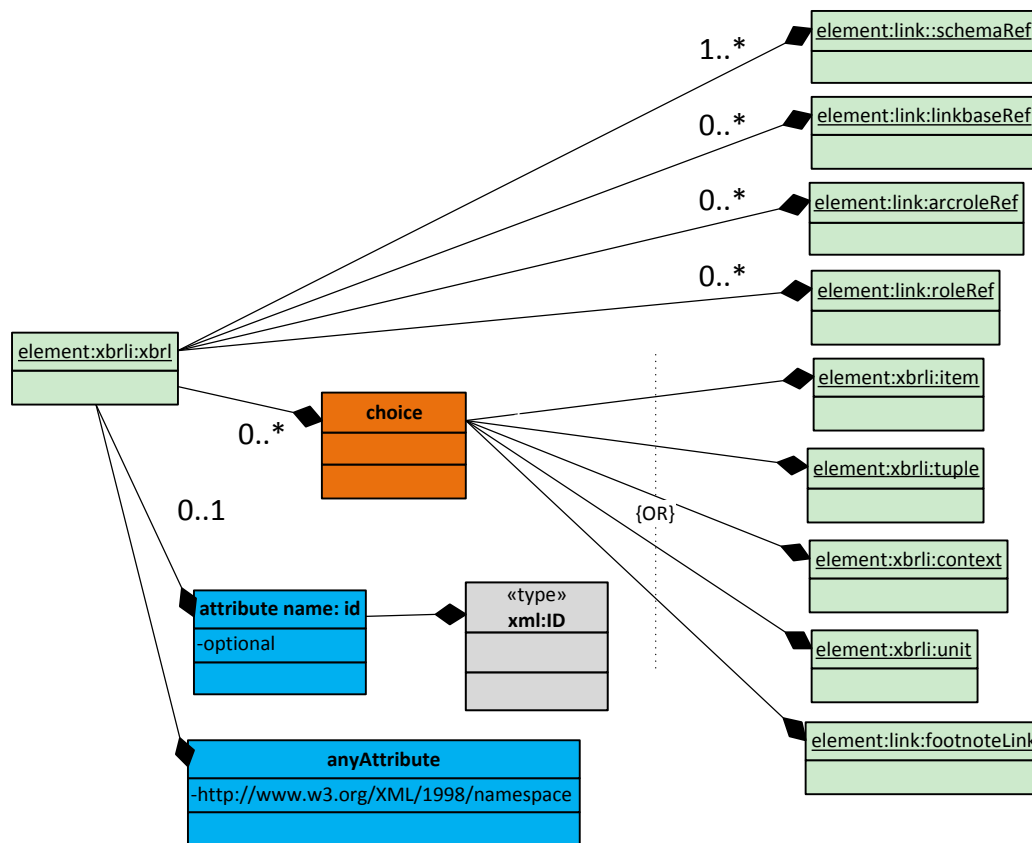 element:link::schemaRef
1..*
element:link:linkbaseRef
0..*
element:link:arcroleRef
0..*
element:link:roleRef
0..*
element:xbrli:xbrl
element:xbrli:item
choice
0..*
element:xbrli:tuple
0..1
{OR}
element:xbrli:context
«type»
attribute name: id
xml:ID
-optional
element:xbrli:unit
element:link:footnoteLink
anyAttribute
-http://www.w3.org/XML/1998/namespace